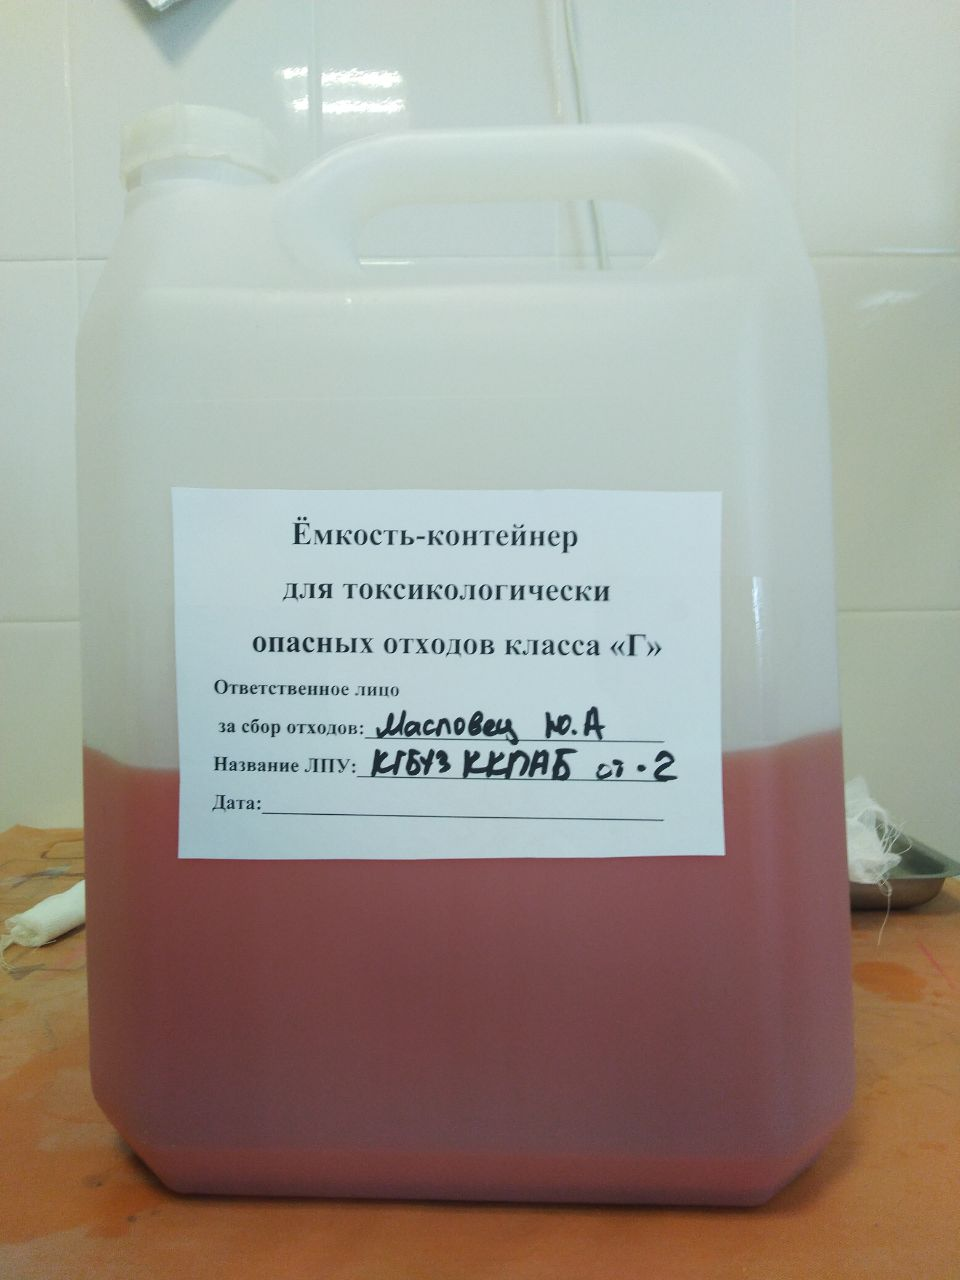 Ёмкость-контейнер
для токсикологически
опасных отходов класса «Г»
Ответственное лицо
за сбор отходов: Масловец Ю.А
Название ЛПУ: КГБУЗ ККПАБ от·2
Дата: